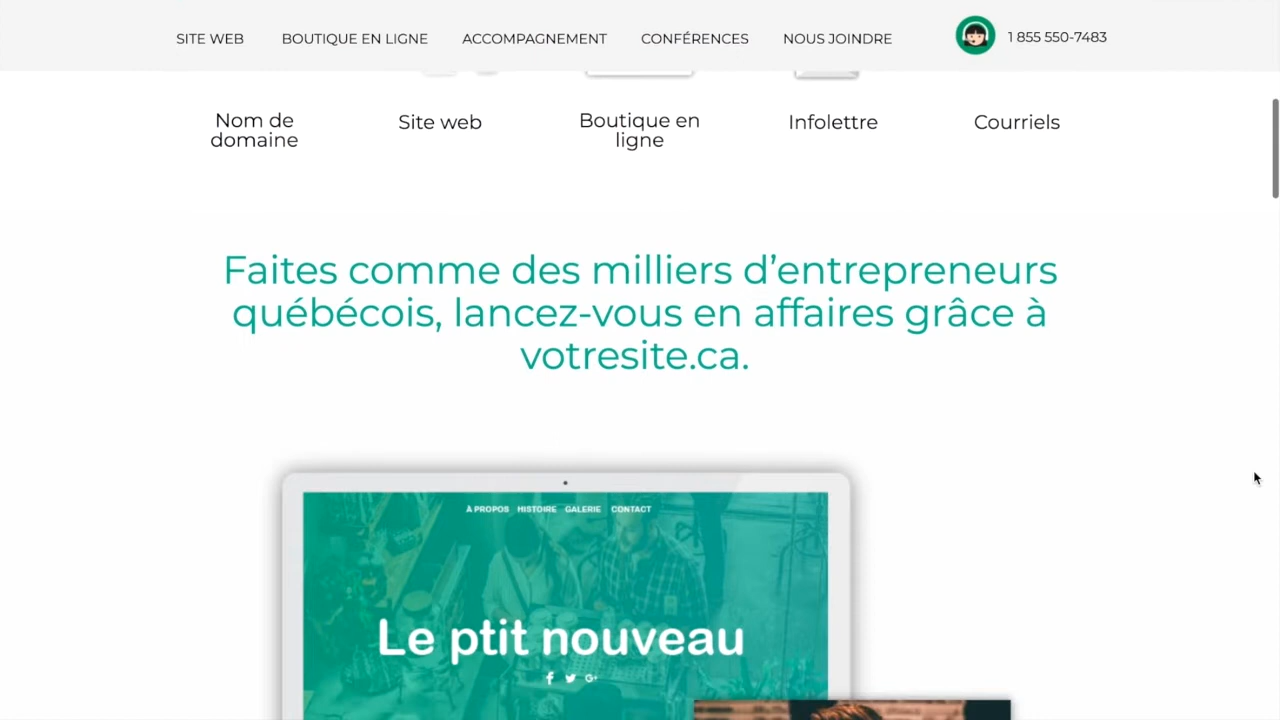 SITE WEB BOUTIQUE EN LIGNE ACCOMPAGNEMENT CONFÉRENCES NOUS JOINDRE 1 855 550-7483
Nom de domaine
Site web
Boutique en ligne
Infolettre
Courriels
Faites comme des milliers d’entrepreneurs
québécois, lancez-vous en affaires grâce à
votresite.ca.
À PROPOS HISTOIRE GALERIE CONTACT
Le ptit nouveau